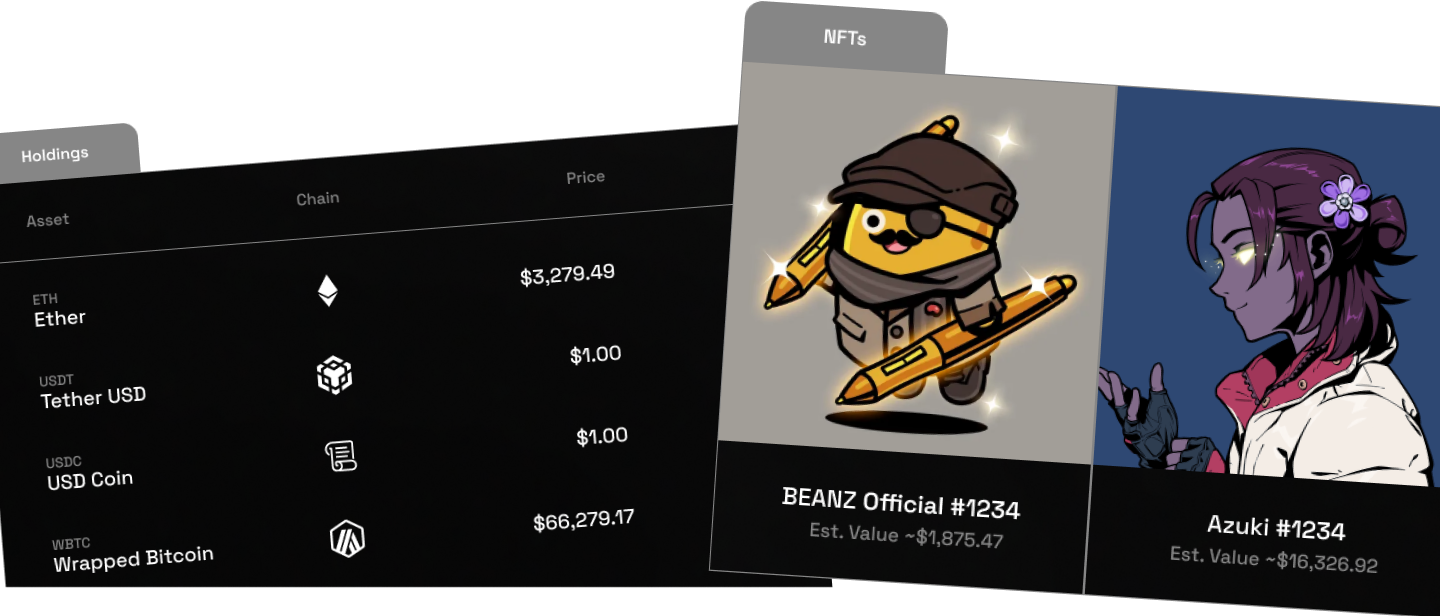 Holdings
Asset Chain Price
ETH
Ether
$3,279.49
USDT
Tether USD
$1.00
USDC
USD Coin
$1.00
WBTC
Wrapped Bitcoin
$66,279.17
NFTs
BEANZ Official #1234
Est. Value ~$1,875.47
Azuki #1234
Est. Value ~$16,326.92